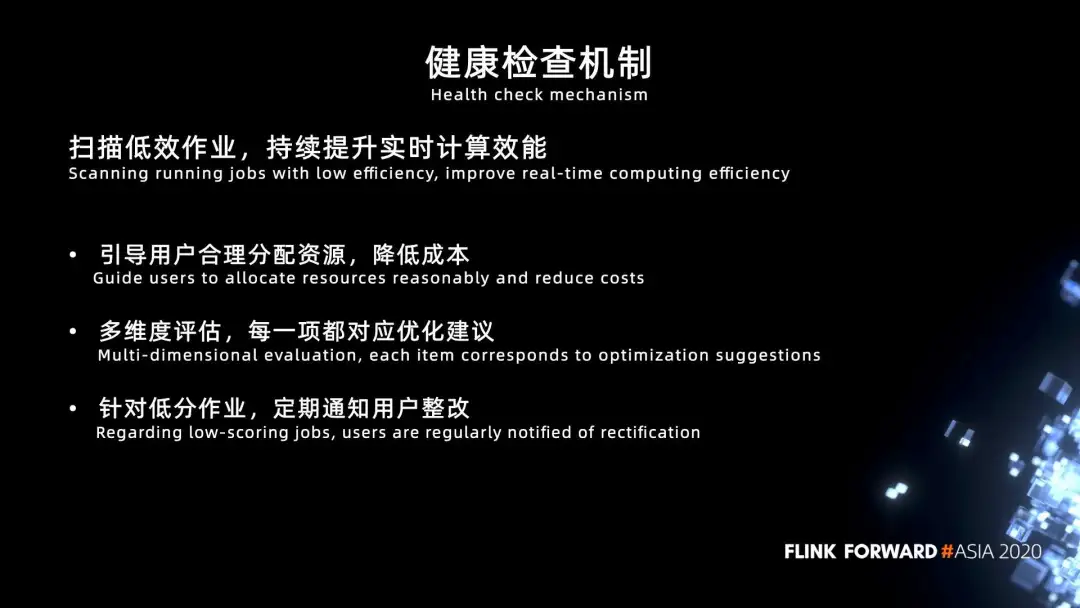 健康检查机制
Health check mechanism
扫描低效作业，持续提升实时计算效能
Scanning running jobs with low efficiency, improve real-time computing efficiency
• 引导用户合理分配资源，降低成本
Guide users to allocate resources reasonably and reduce costs
• 多维度评估，每一项都对应优化建议
Multi-dimensional evaluation, each item corresponds to optimization suggestions
• 针对低分作业，定期通知用户整改
Regarding low-scoring jobs, users are regularly notified of rectification
FLINK FORWARD #ASIA 2020